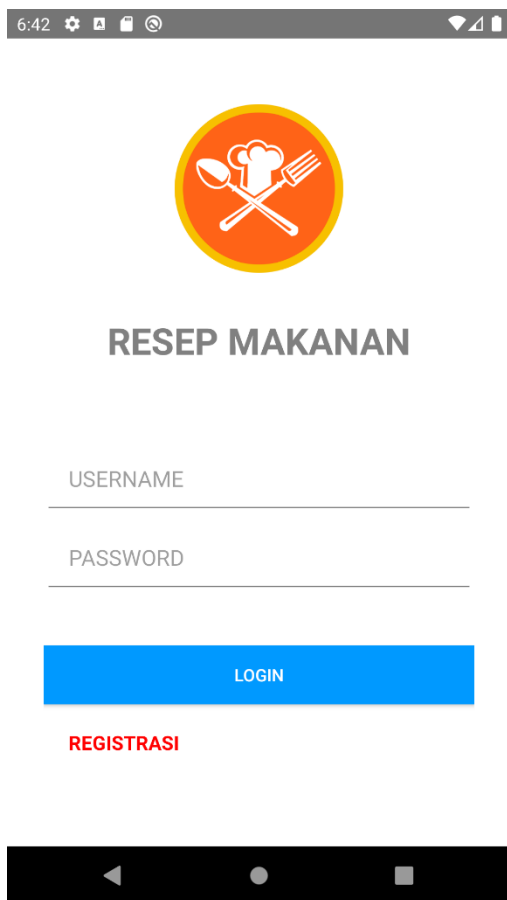 6:42
RESEP MAKANAN
USERNAME
PASSWORD
LOGIN
REGISTRASI